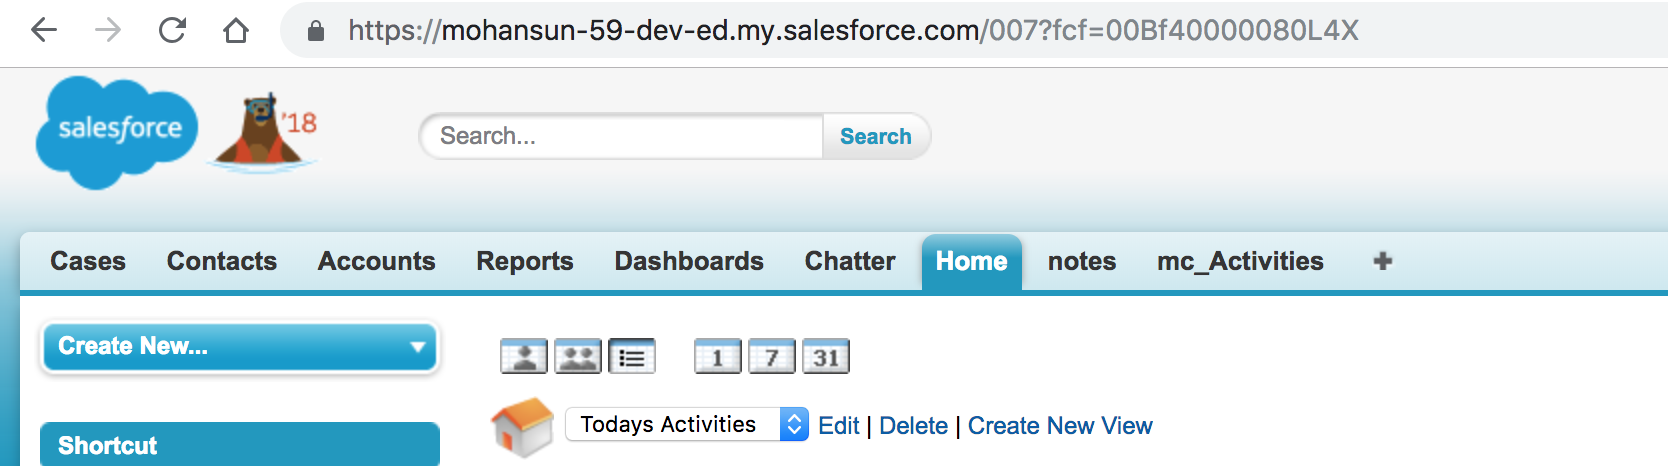 https://mohansun-59-dev-ed.my.salesforce.com/007?fcf=00Bf40000080L4X
salesforce '18 Search... Search
Cases Contacts Accounts Reports Dashboards Chatter Home notes mc_Activities +
Create New... 1 7 31
Todays Activities Edit | Delete | Create New View
Shortcut